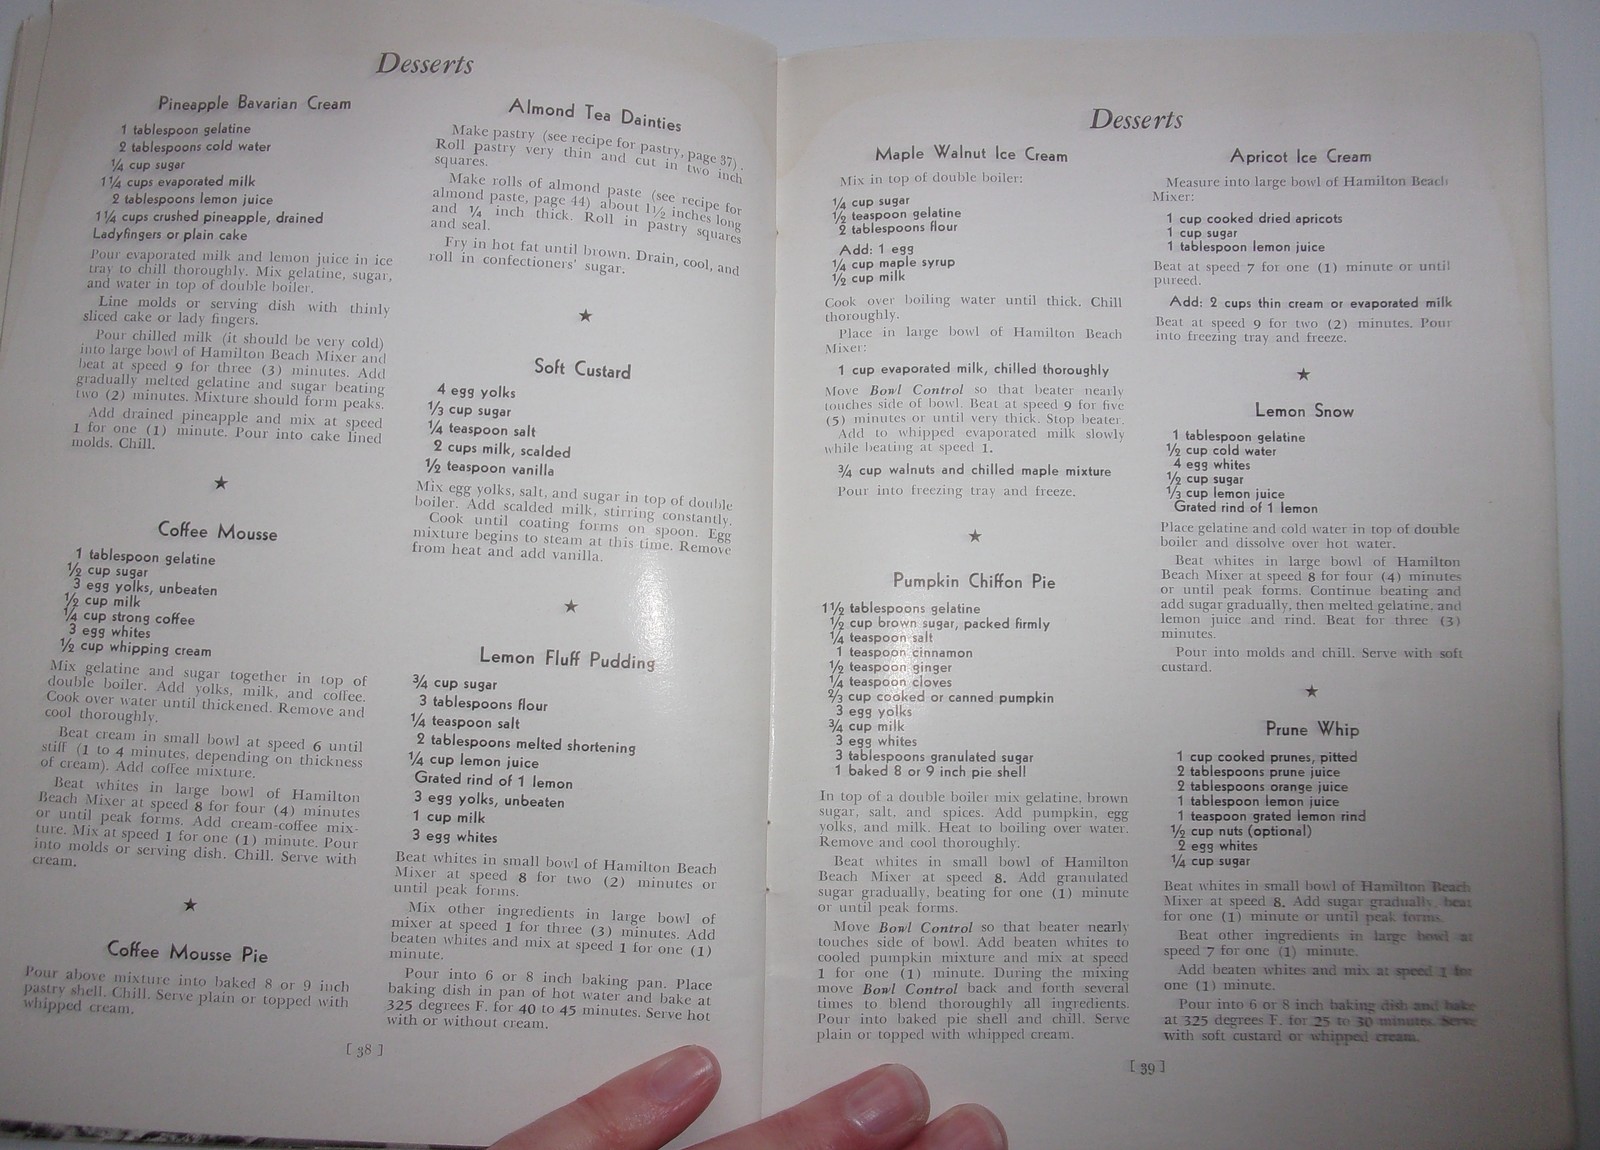 Desserts
Pineapple Bavarian Cream
1 tablespoon gelatine
2 tablespoons cold water
¼ cup sugar
1¼ cups evaporated milk
2 tablespoons lemon juice
1¼ cups crushed pineapple, drained
Ladyfingers or plain cake
Pour evaporated milk and lemon juice in ice
tray to chill thoroughly. Mix gelatine, sugar,
and water in top of double boiler.
Line molds or serving dish with thinly
sliced cake or lady fingers.
Pour chilled milk (it should be very cold)
into large bowl of Hamilton Beach Mixer and
beat at speed 9 for three (3) minutes. Add
gradually melted gelatine and sugar beating
two (2) minutes. Mixture should form peaks.
Add drained pineapple and mix at speed
1 for one (1) minute. Pour into cake lined
molds. Chill.
★
Coffee Mousse
1 tablespoon gelatine
½ cup sugar
3 egg yolks, unbeaten
½ cup milk
¼ cup strong coffee
3 egg whites
½ cup whipping cream
Mix gelatine and sugar together in top of
double boiler. Add yolks, milk, and coffee.
Cook over water until thickened. Remove and
cool thoroughly.
Beat cream in small bowl at speed 6 until
stiff (1 to 4 minutes, depending on thickness
of cream). Add coffee mixture.
Beat whites in large bowl of Hamilton
Beach Mixer at speed 8 for four (4) minutes
or until peak forms. Add cream-coffee mix-
ture. Mix at speed 1 for one (1) minute. Pour
into molds or serving dish. Chill. Serve with
cream.
★
Coffee Mousse Pie
Pour above mixture into baked 8 or 9 inch
pastry shell. Chill. Serve plain or topped with
whipped cream.
Almond Tea Dainties
Make pastry (see recipe for pastry, page 37).
Roll pastry very thin and cut in two inch
squares.
Make rolls of almond paste (see recipe for
almond paste, page 44) about 1½ inches long
and ¼ inch thick. Roll in pastry squares
and seal.
Fry in hot fat until brown. Drain, cool, and
roll in confectioners' sugar.
★
Soft Custard
4 egg yolks
⅓ cup sugar
¼ teaspoon salt
2 cups milk, scalded
½ teaspoon vanilla
Mix egg yolks, salt, and sugar in top of double
boiler. Add scalded milk, stirring constantly.
Cook until coating forms on spoon. Egg
mixture begins to steam at this time. Remove
from heat and add vanilla.
★
Lemon Fluff Pudding
¾ cup sugar
3 tablespoons flour
¼ teaspoon salt
2 tablespoons melted shortening
¼ cup lemon juice
Grated rind of 1 lemon
3 egg yolks, unbeaten
1 cup milk
3 egg whites
Beat whites in small bowl of Hamilton Beach
Mixer at speed 8 for two (2) minutes or
until peak forms.
Mix other ingredients in large bowl of
mixer at speed 1 for three (3) minutes. Add
beaten whites and mix at speed 1 for one (1)
minute.
Pour into 6 or 8 inch baking pan. Place
baking dish in pan of hot water and bake at
325 degrees F. for 40 to 45 minutes. Serve hot
with or without cream.
[ 38 ]
Desserts
Maple Walnut Ice Cream
Mix in top of double boiler:
¼ cup sugar
½ teaspoon gelatine
2 tablespoons flour
Add: 1 egg
¼ cup maple syrup
½ cup milk
Cook over boiling water until thick. Chill
thoroughly.
Place in large bowl of Hamilton Beach
Mixer:
1 cup evaporated milk, chilled thoroughly
Move Bowl Control so that beater nearly
touches side of bowl. Beat at speed 9 for five
(5) minutes or until very thick. Stop beater.
Add to whipped evaporated milk slowly
while beating at speed 1.
¾ cup walnuts and chilled maple mixture
Pour into freezing tray and freeze.
★
Pumpkin Chiffon Pie
1½ tablespoons gelatine
½ cup brown sugar, packed firmly
¼ teaspoon salt
1 teaspoon cinnamon
½ teaspoon ginger
¼ teaspoon cloves
⅔ cup cooked or canned pumpkin
3 egg yolks
¾ cup milk
3 egg whites
3 tablespoons granulated sugar
1 baked 8 or 9 inch pie shell
In top of a double boiler mix gelatine, brown
sugar, salt, and spices. Add pumpkin, egg
yolks, and milk. Heat to boiling over water.
Remove and cool thoroughly.
Beat whites in small bowl of Hamilton
Beach Mixer at speed 8. Add granulated
sugar gradually, beating for one (1) minute
or until peak forms.
Move Bowl Control so that beater nearly
touches side of bowl. Add beaten whites to
cooled pumpkin mixture and mix at speed
1 for one (1) minute. During the mixing
move Bowl Control back and forth several
times to blend thoroughly all ingredients.
Pour into baked pie shell and chill. Serve
plain or topped with whipped cream.
Apricot Ice Cream
Measure into large bowl of Hamilton Beach
Mixer:
1 cup cooked dried apricots
1 cup sugar
1 tablespoon lemon juice
Beat at speed 7 for one (1) minute or until
pureed.
Add: 2 cups thin cream or evaporated milk
Beat at speed 9 for two (2) minutes. Pour
into freezing tray and freeze.
★
Lemon Snow
1 tablespoon gelatine
½ cup cold water
4 egg whites
½ cup sugar
⅓ cup lemon juice
Grated rind of 1 lemon
Place gelatine and cold water in top of double
boiler and dissolve over hot water.
Beat whites in large bowl of Hamilton
Beach Mixer at speed 8 for four (4) minutes
or until peak forms. Continue beating and
add sugar gradually, then melted gelatine, and
lemon juice and rind. Beat for three (3)
minutes.
Pour into molds and chill. Serve with soft
custard.
★
Prune Whip
1 cup cooked prunes, pitted
2 tablespoons prune juice
2 tablespoons orange juice
1 tablespoon lemon juice
1 teaspoon grated lemon rind
½ cup nuts (optional)
2 egg whites
¼ cup sugar
Beat whites in small bowl of Hamilton Beach
Mixer at speed 8. Add sugar gradually, beat
for one (1) minute or until peak forms.
Beat other ingredients in large bowl at
speed 7 for one (1) minute.
Add beaten whites and mix at speed 1 for
one (1) minute.
Pour into 6 or 8 inch baking dish and bake
at 325 degrees F. for 25 to 30 minutes. Serve
with soft custard or whipped cream.
[ 39 ]